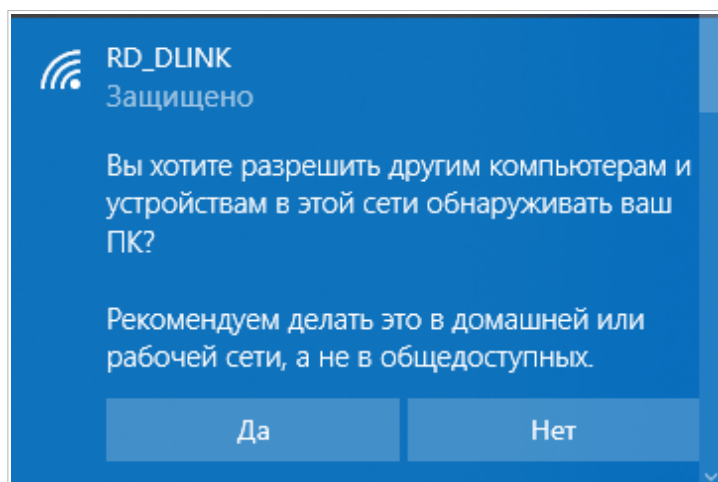 RD_DLINK
Защищено
Вы хотите разрешить другим компьютерам и
устройствам в этой сети обнаруживать ваш
ПК?
Рекомендуем делать это в домашней или
рабочей сети, а не в общедоступных.
Да Нет